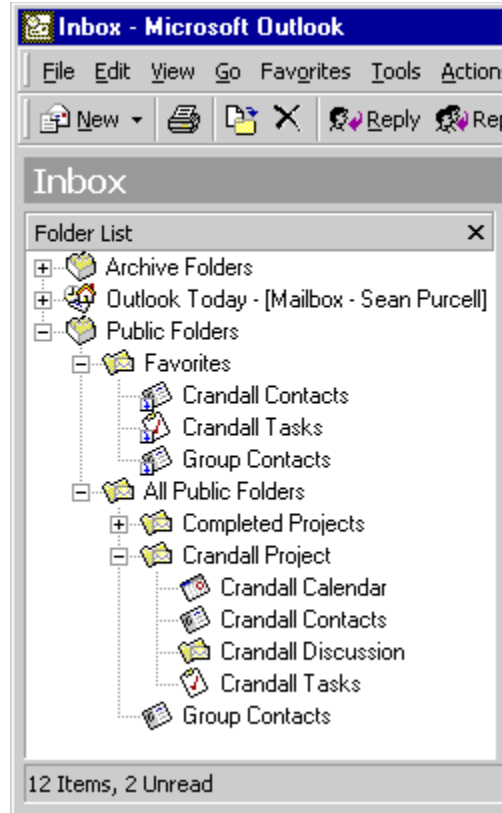 Inbox - Microsoft Outlook
File Edit View Go Favorites Tools Action
New Reply Rep
Inbox
Folder List
Archive Folders
Outlook Today - [Mailbox - Sean Purcell]
Public Folders
Favorites
Crandall Contacts
Crandall Tasks
Group Contacts
All Public Folders
Completed Projects
Crandall Project
Crandall Calendar
Crandall Contacts
Crandall Discussion
Crandall Tasks
Group Contacts
12 Items, 2 Unread